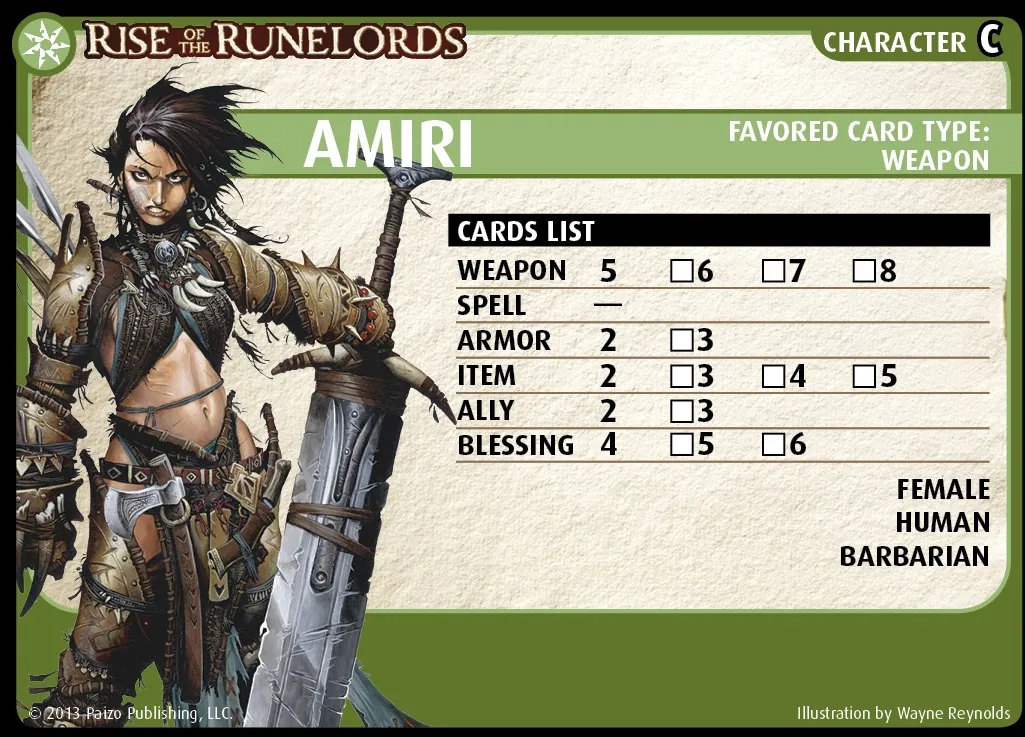 RISE OF THE RUNELORDS
CHARACTER C
AMIRI
FAVORED CARD TYPE:
WEAPON
CARDS LIST
WEAPON 5 □6 □7 □8
SPELL —
ARMOR 2 □3
ITEM 2 □3 □4 □5
ALLY 2 □3
BLESSING 4 □5 □6
FEMALE
HUMAN
BARBARIAN
© 2013 Paizo Publishing, LLC.
Illustration by Wayne Reynolds